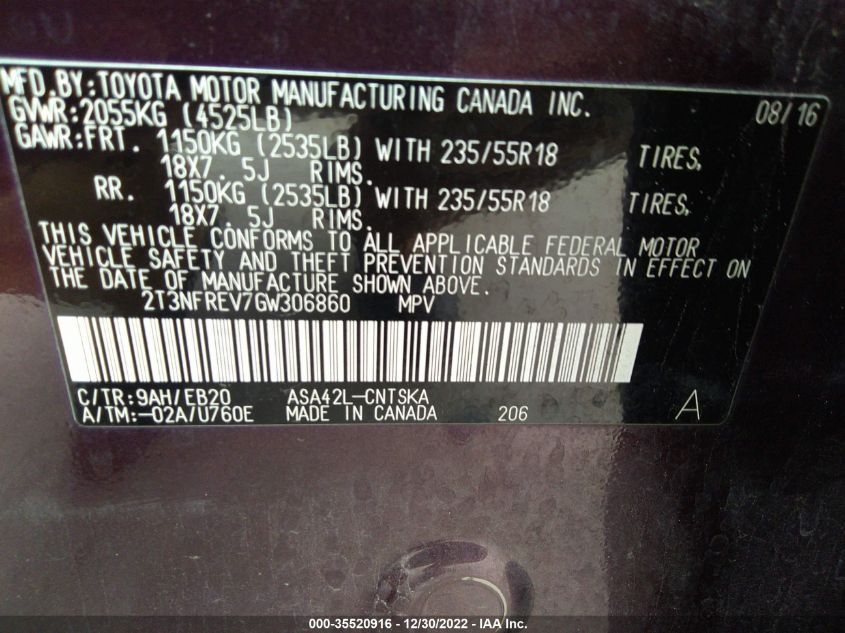 MFD.BY:TOYOTA MOTOR MANUFACTURING CANADA INC. 08/16
GVWR:2055KG (4525LB)
GAWR:FRT. 1150KG (2535LB) WITH 235/55R18 TIRES,
18X7. 5J RIMS.
RR. 1150KG (2535LB) WITH 235/55R18 TIRES,
18X7. 5J RIMS.
THIS VEHICLE CONFORMS TO ALL APPLICABLE FEDERAL MOTOR
VEHICLE SAFETY AND THEFT PREVENTION STANDARDS IN EFFECT ON
THE DATE OF MANUFACTURE SHOWN ABOVE.
2T3NFREV7GW306860 MPV
C/TR:9AH/EB20 ASA42L-CNTSKA
A/TM:-02A/U760E MADE IN CANADA 206 A
000-35520916 - 12/30/2022 - IAA Inc.